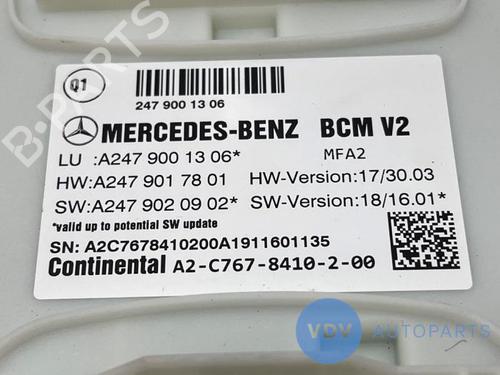 Q1
247 900 13 06
MERCEDES-BENZ BCM V2
LU :A247 900 13 06* MFA2
HW:A247 901 78 01 HW-Version:17/30.03
SW:A247 902 09 02* SW-Version:18/16.01*
*valid up to potential SW update
SN: A2C7678410200A1911601135
Continental A2-C767-8410-2-00
B-PARTS
VDV AUTOPARTS